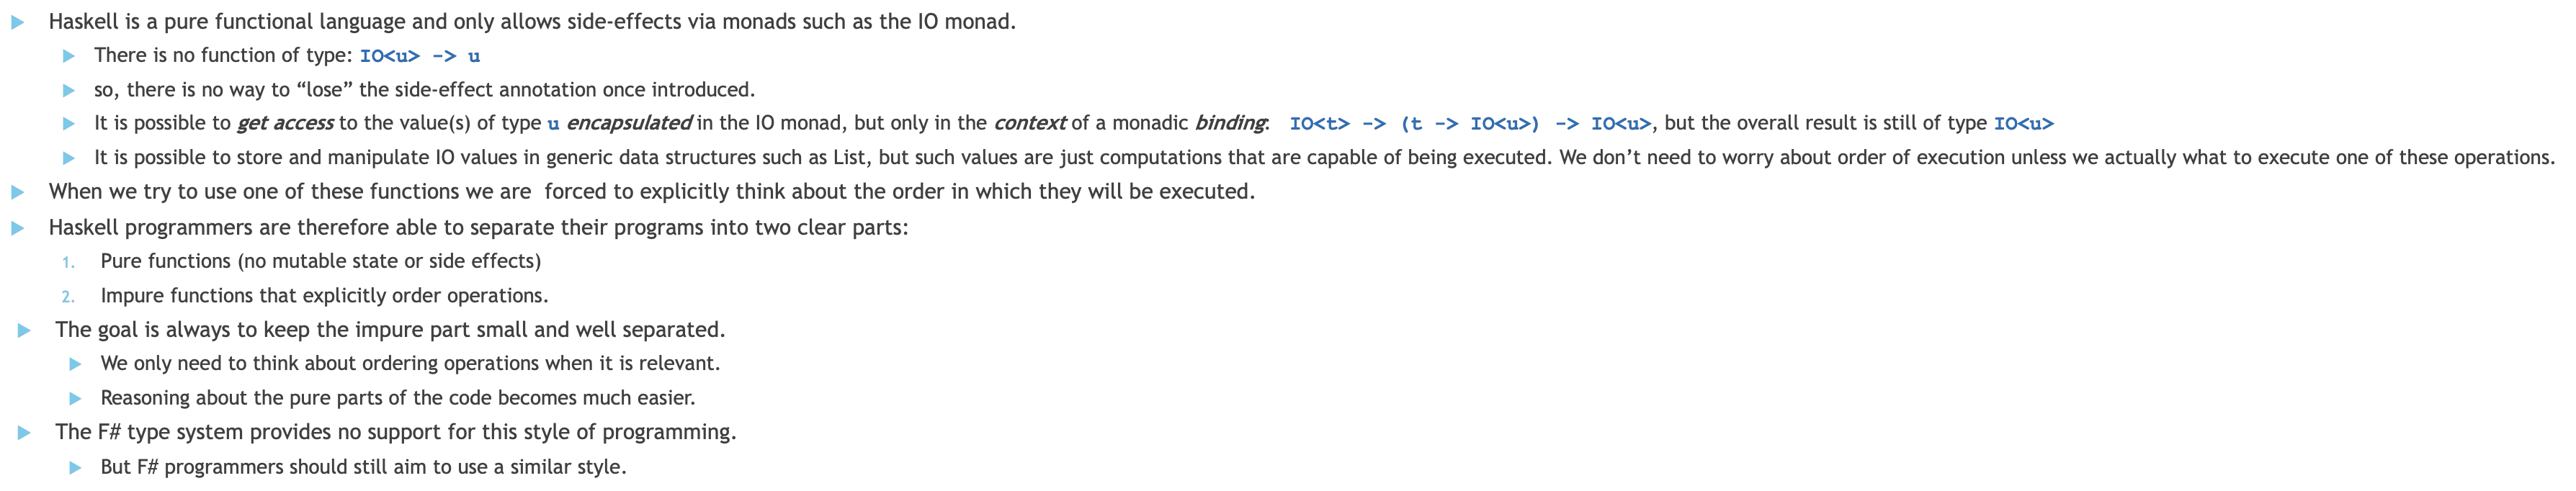 Haskell is a pure functional language and only allows side-effects via monads such as the IO monad.
There is no function of type: IO<u> -> u
so, there is no way to “lose” the side-effect annotation once introduced.
It is possible to get access to the value(s) of type u encapsulated in the IO monad, but only in the context of a monadic binding: IO<t> -> (t -> IO<u>) -> IO<u>, but the overall result is still of type IO<u>
It is possible to store and manipulate IO values in generic data structures such as List, but such values are just computations that are capable of being executed. We don’t need to worry about order of execution unless we actually what to execute one of these operations.
When we try to use one of these functions we are forced to explicitly think about the order in which they will be executed.
Haskell programmers are therefore able to separate their programs into two clear parts:
1. Pure functions (no mutable state or side effects)
2. Impure functions that explicitly order operations.
The goal is always to keep the impure part small and well separated.
We only need to think about ordering operations when it is relevant.
Reasoning about the pure parts of the code becomes much easier.
The F# type system provides no support for this style of programming.
But F# programmers should still aim to use a similar style.